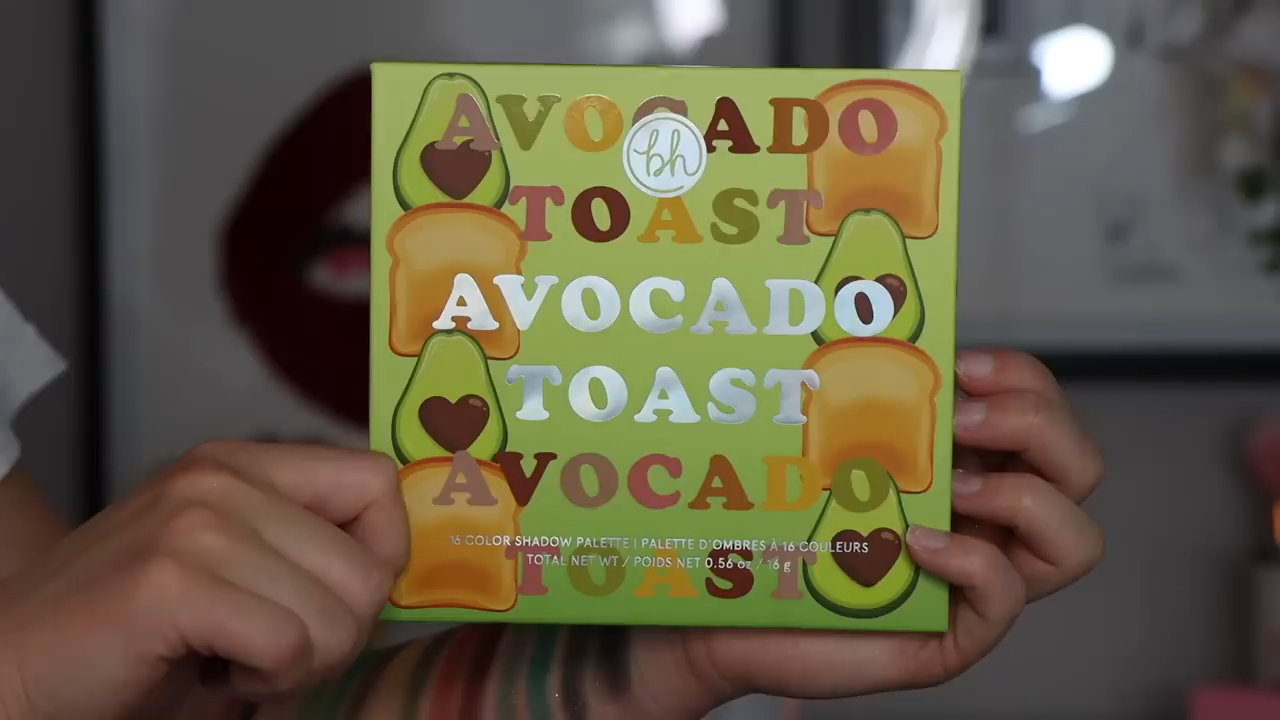 AVOCADO
bh
TOAST
AVOCADO
TOAST
AVOCADO
16 COLOR SHADOW PALETTE | PALETTE D'OMBRES À 16 COULEURS
TOTAL NET WT / POIDS NET 0.56 oz / 16 g
TOAST